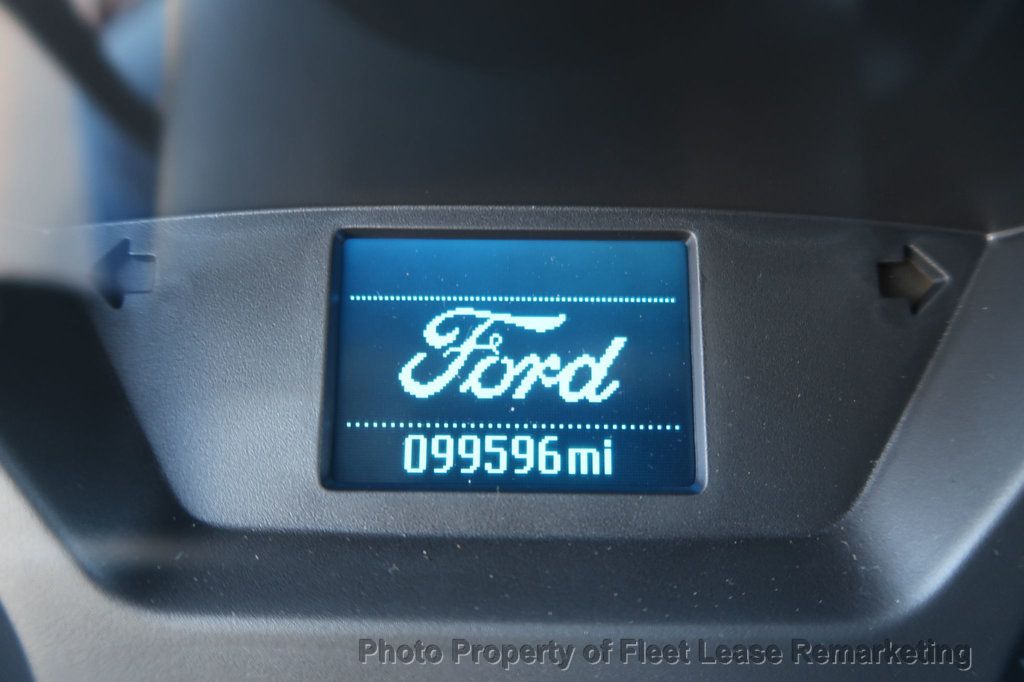 Ford
099596mi
Photo Property of Fleet Lease Remarketing